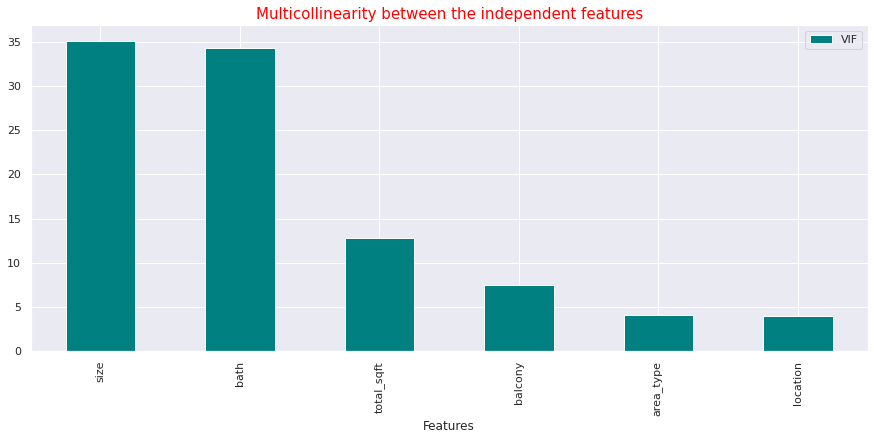 Multicollinearity between the independent features
VIF
35
30
25
20
15
10
5
0
size
bath
total_sqft
balcony
area_type
location
Features